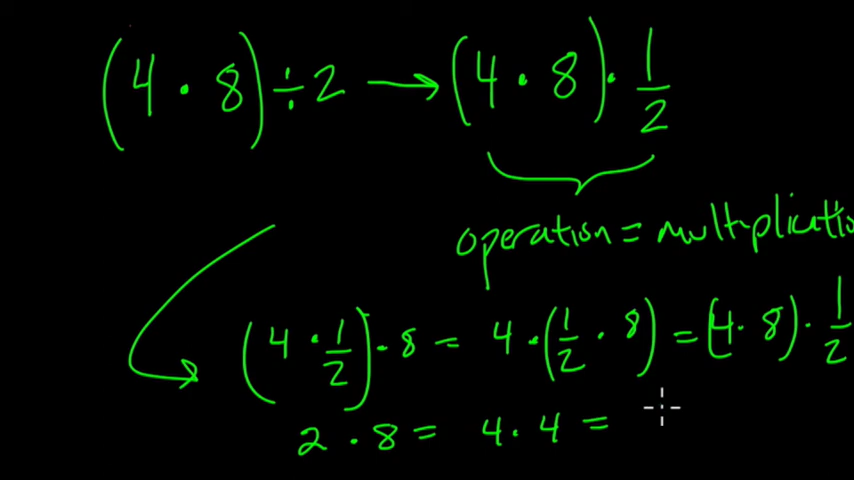 (4 · 8) ÷ 2 → (4 · 8) · 1/2
operation = multiplicatio
(4 · 1/2) · 8 = 4 · (1/2 · 8) = (4 · 8) · 1/2
2 · 8 = 4 · 4 =